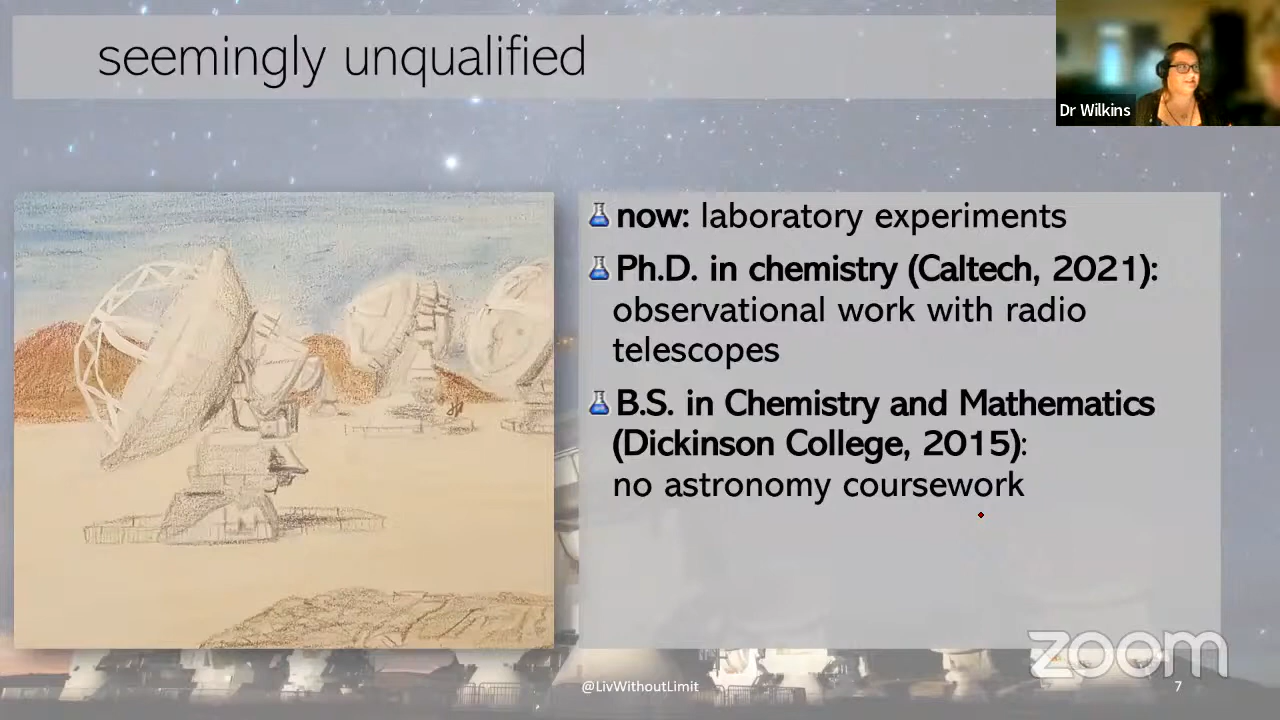 seemingly unqualified
Dr Wilkins
now: laboratory experiments
Ph.D. in chemistry (Caltech, 2021):
observational work with radio
telescopes
B.S. in Chemistry and Mathematics
(Dickinson College, 2015):
no astronomy coursework
zoom
@LivWithoutLimit
7